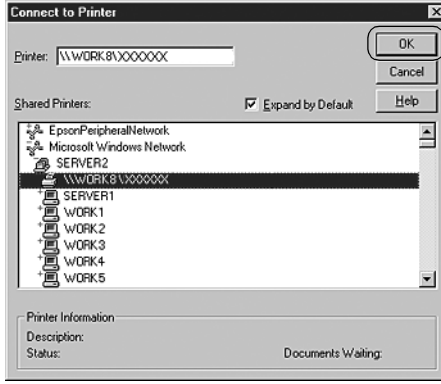 Connect to Printer
Printer: \\WORK8\XXXXXX
OK
Cancel
Shared Printers:
Expand by Default
Help
EpsonPeripheralNetwork
Microsoft Windows Network
SERVER2
\\WORK8\XXXXXX
SERVER1
WORK1
WORK2
WORK3
WORK4
WORK5
Printer Information
Description:
Status:
Documents Waiting: